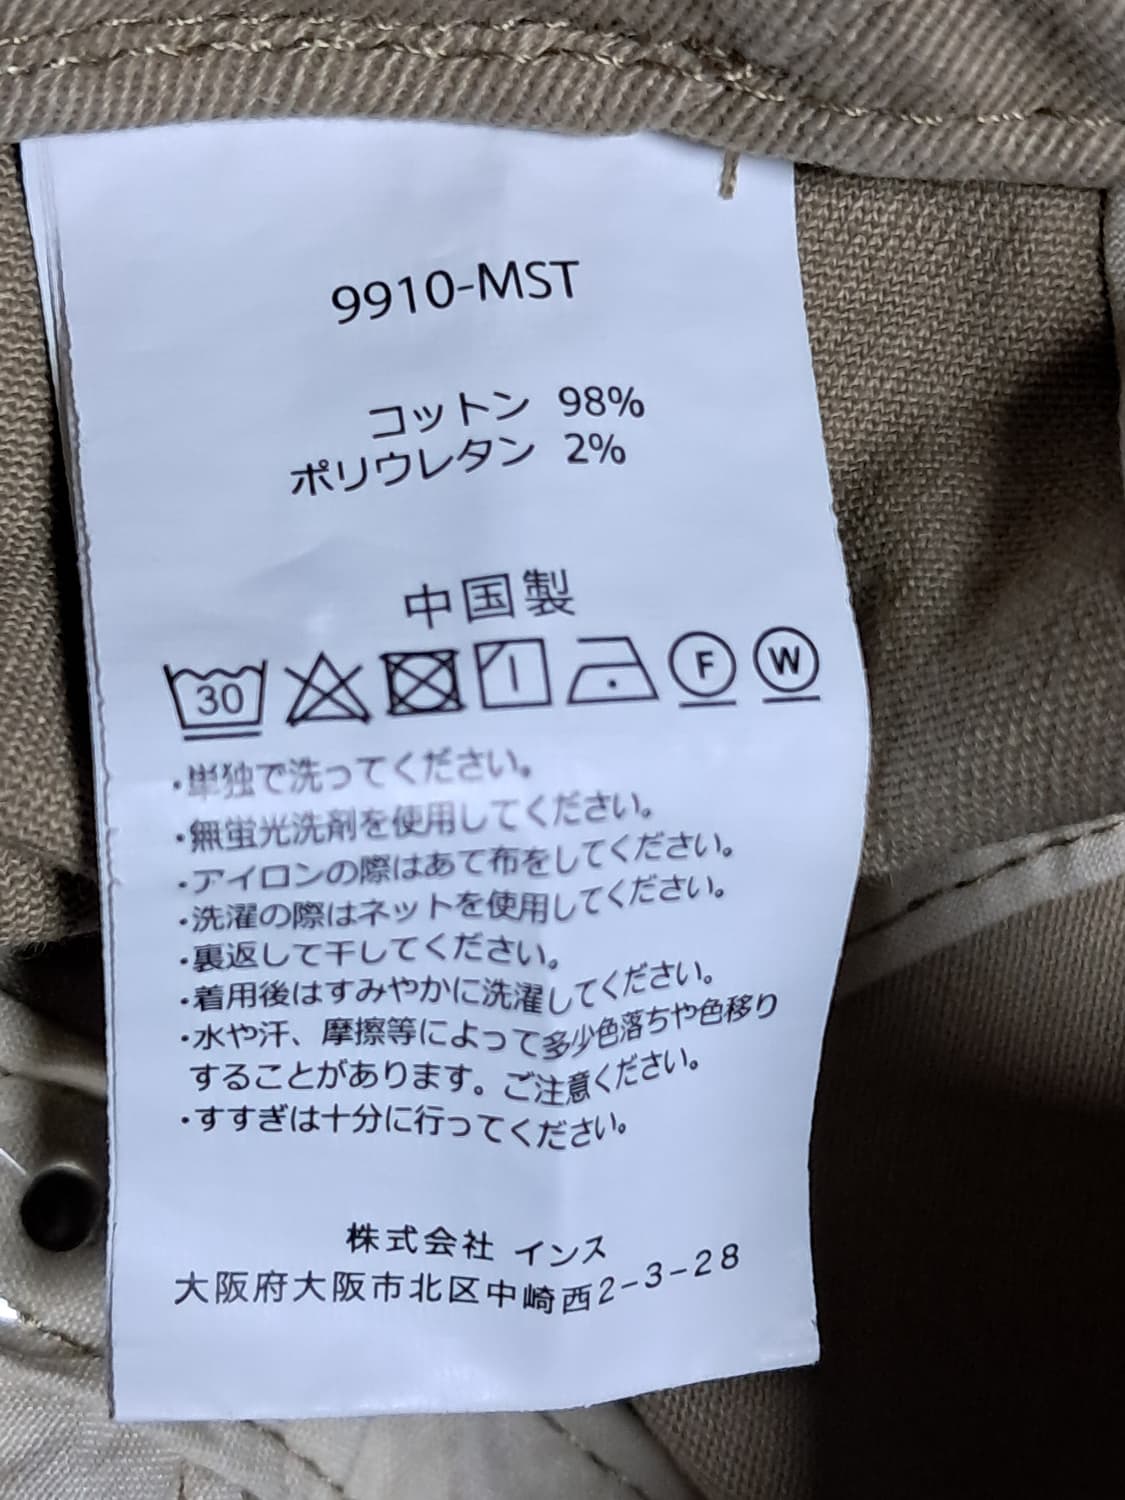 9910-MST
コットン 98%
ポリウレタン 2%
中国製
30 F W
・単独で洗ってください。
・無蛍光洗剤を使用してください。
・アイロンの際はあて布をしてください。
・洗濯の際はネットを使用してください。
・裏返して干してください。
・着用後はすみやかに洗濯してください。
・水や汗、摩擦等によって多少色落ちや色移り
することがあります。ご注意ください。
・すすぎは十分に行ってください。
株式会社 インス
大阪府大阪市北区中崎西2-3-28